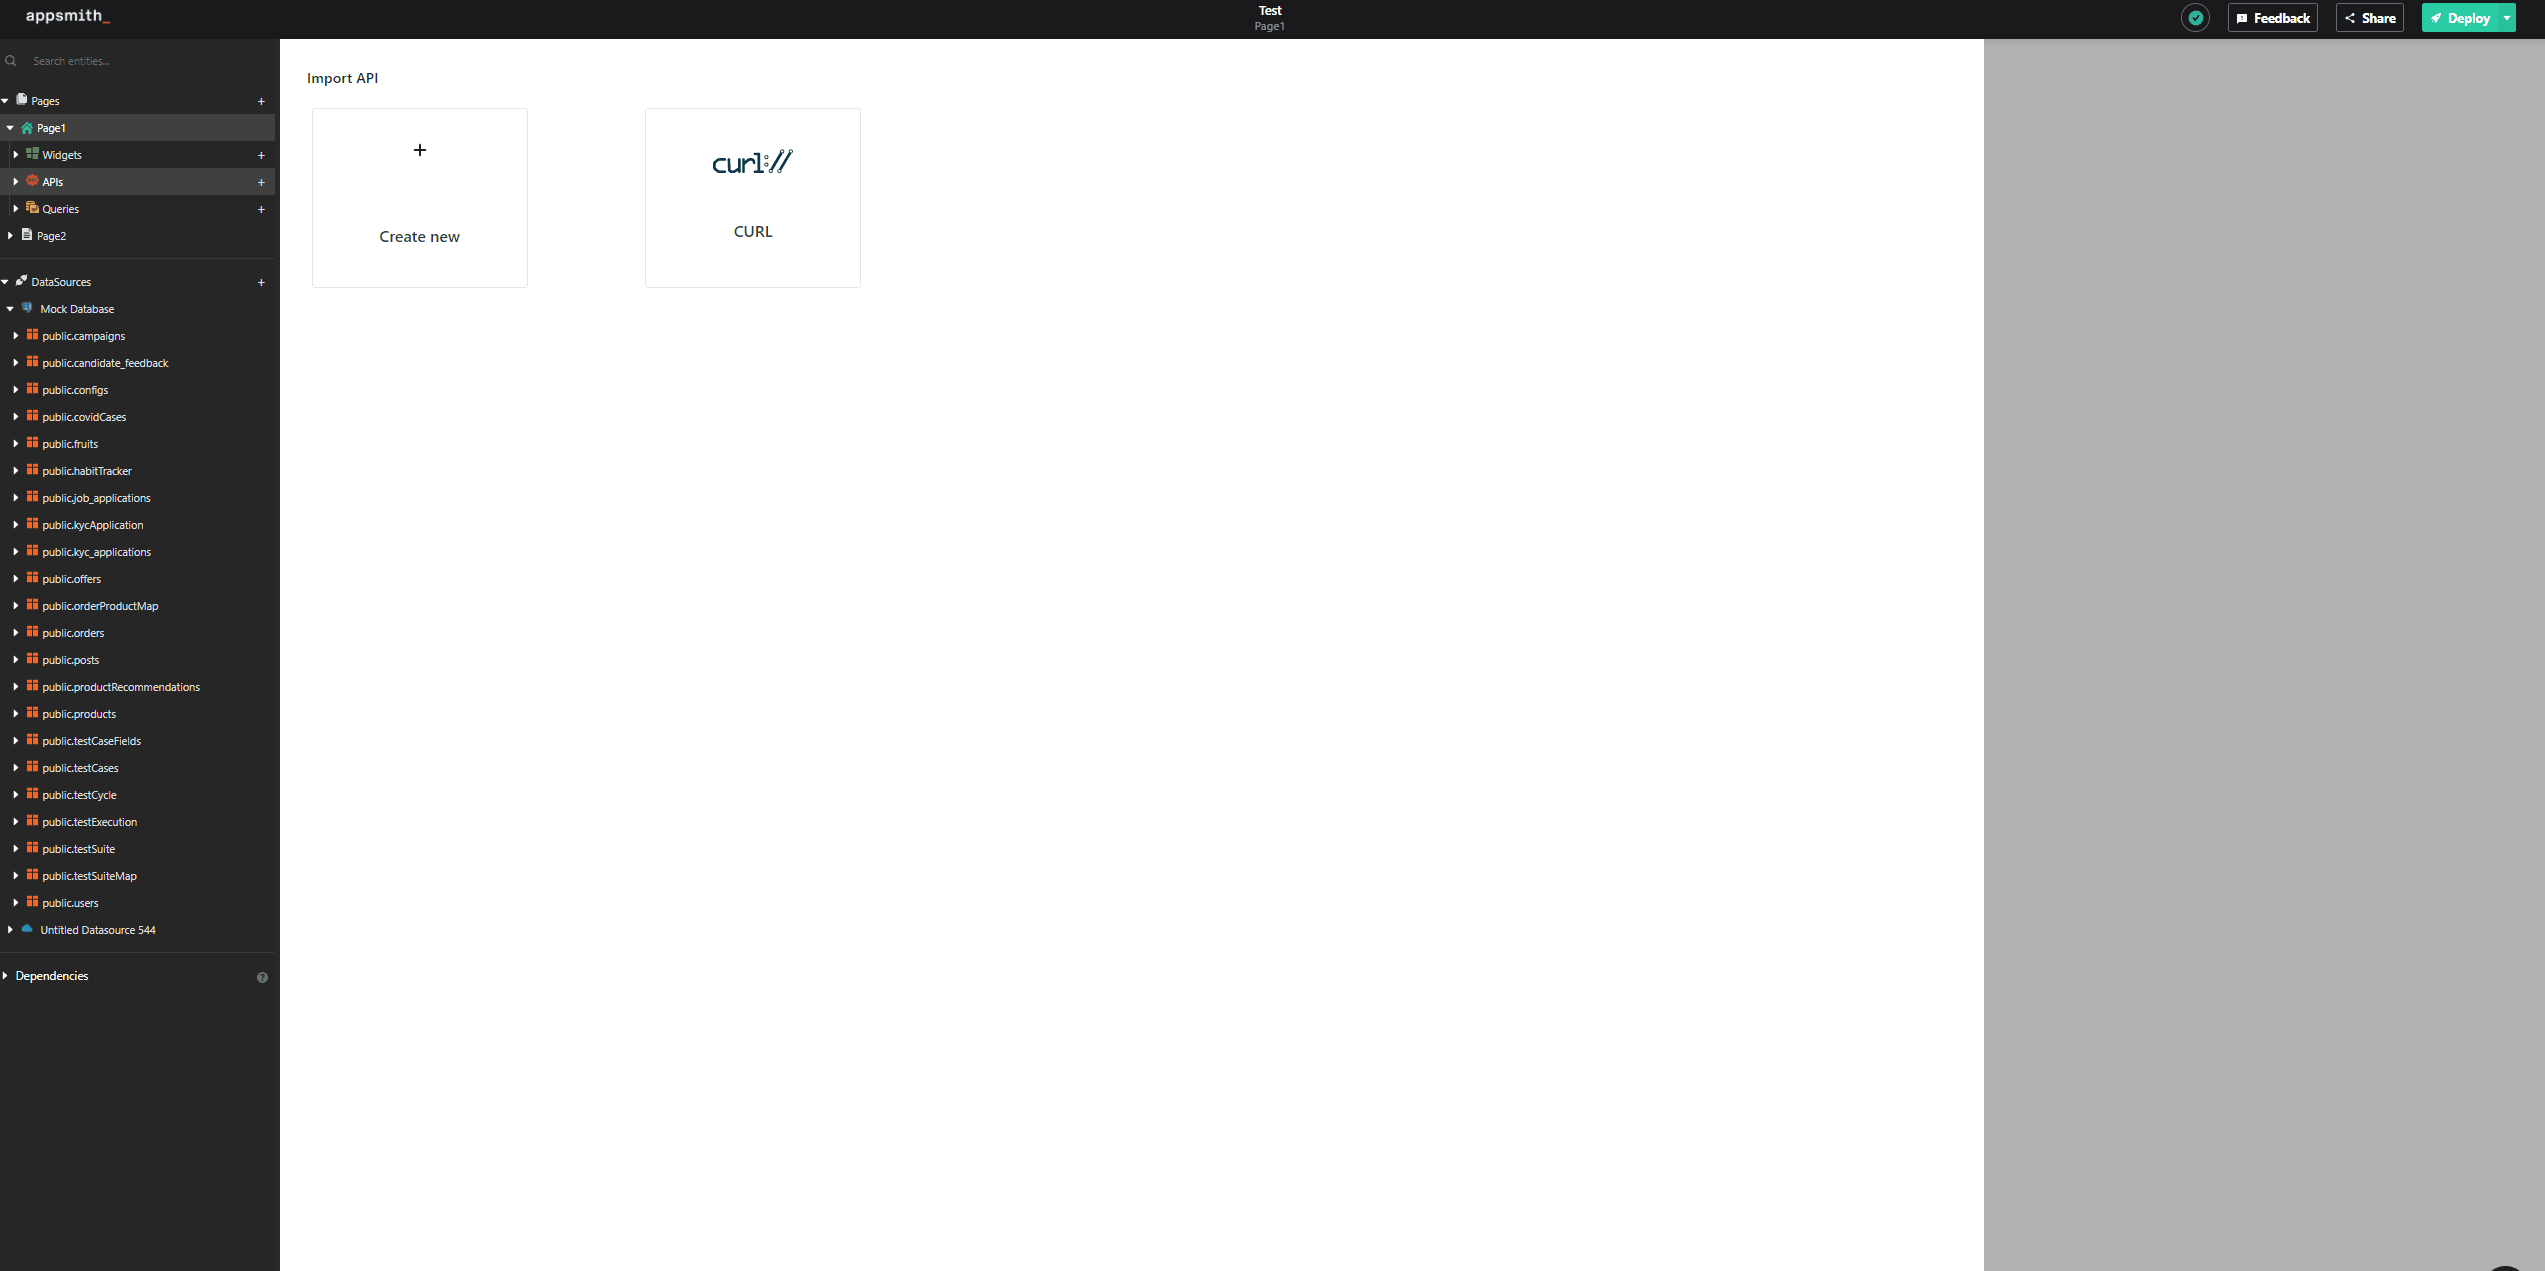 appsmith_
Test
Page1
Feedback
Share
Deploy
Search entities...
Pages
Page1
Widgets
APIs
Queries
Page2
DataSources
Mock Database
public.campaigns
public.candidate_feedback
public.configs
public.covidCases
public.fruits
public.habitTracker
public.job_applications
public.kycApplication
public.kyc_applications
public.offers
public.orderProductMap
public.orders
public.posts
public.productRecommendations
public.products
public.testCaseFields
public.testCases
public.testCycle
public.testExecution
public.testSuite
public.testSuiteMap
public.users
Untitled Datasource 544
Dependencies
Import API
Create new
curl://
CURL